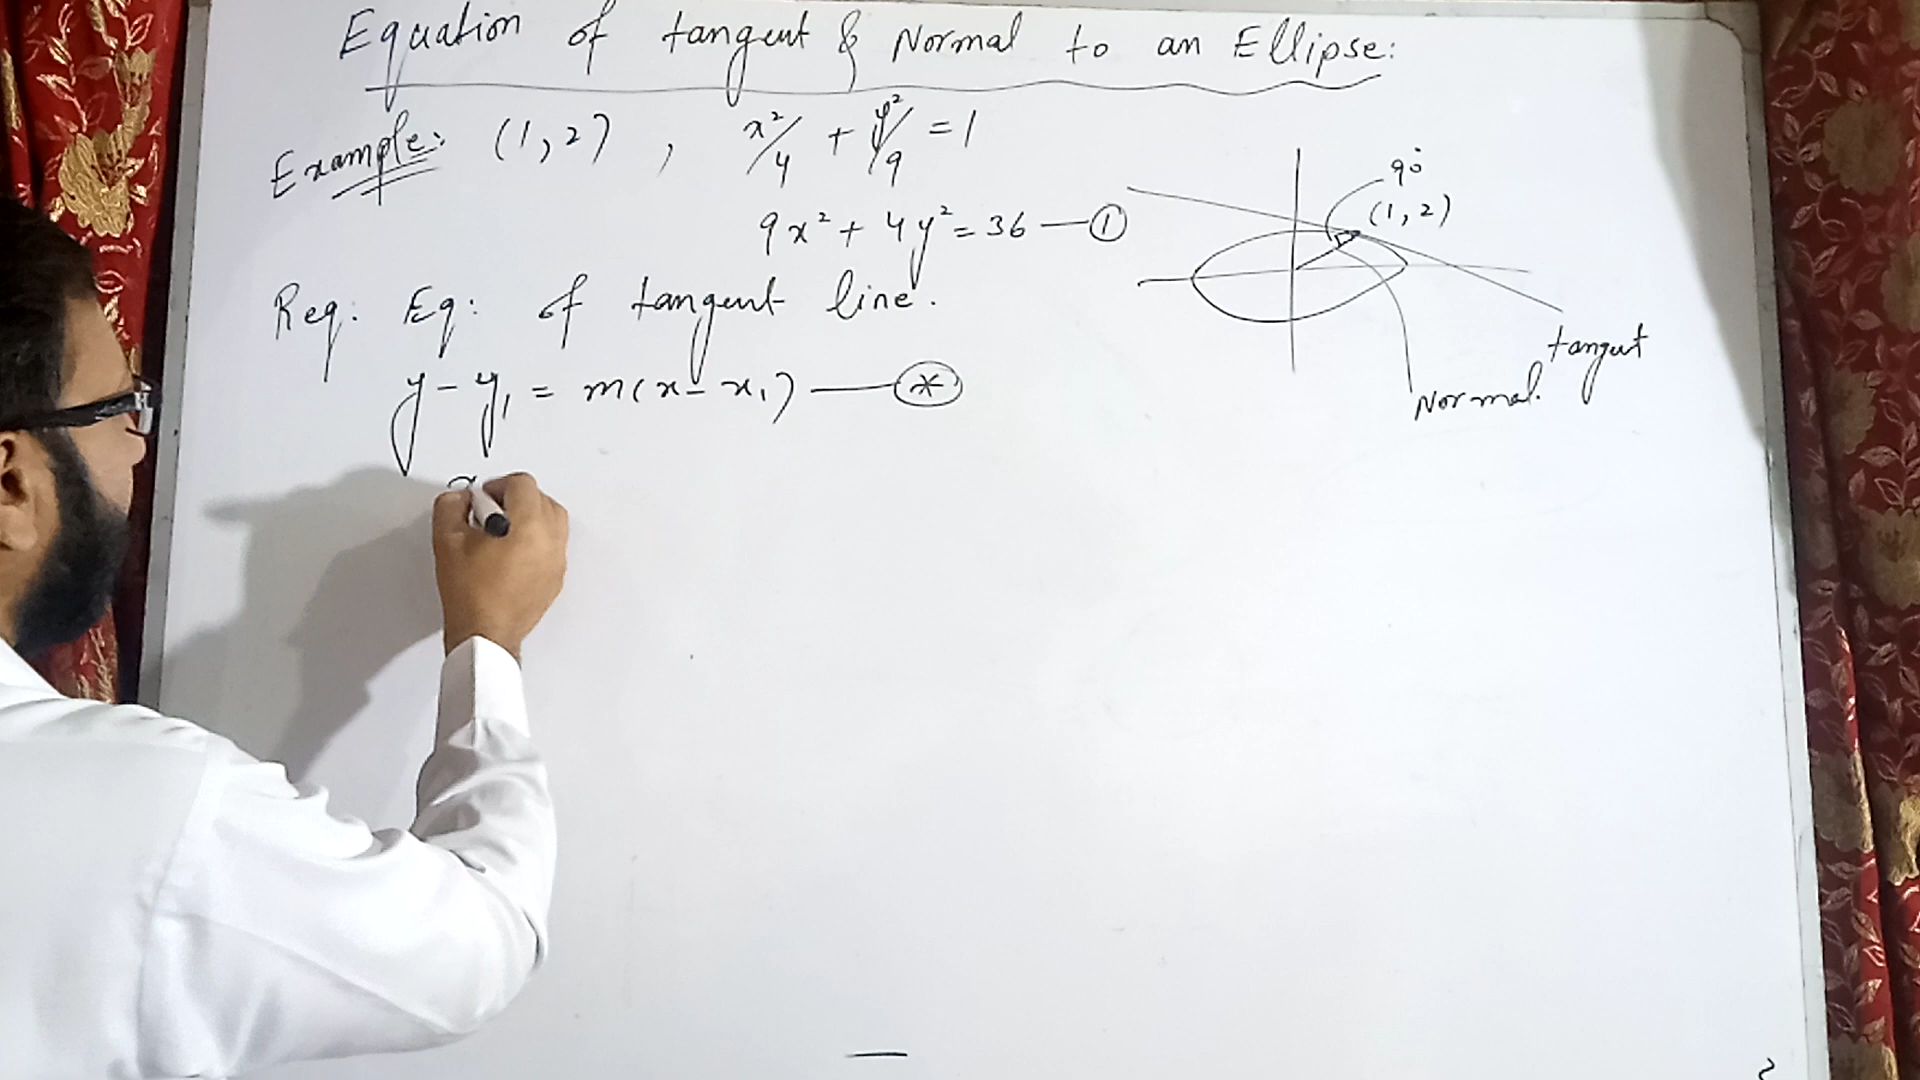 Equation of tangent & Normal to an Ellipse:
Example: (1,2) , x²/4 + y²/9 = 1
9x² + 4y² = 36 — ①
Req: Eq: of tangent line.
y - y₁ = m(x - x₁) — (*)
x
90°
(1, 2)
tangent
Normal.